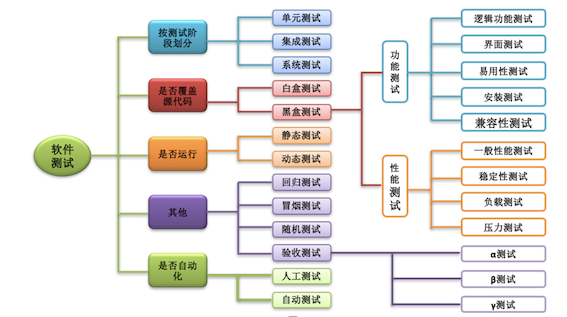 软件
测试
按测试阶
段划分
单元测试
集成测试
系统测试
是否覆盖
源代码
白盒测试
黑盒测试
功
能
测
试
逻辑功能测试
界面测试
易用性测试
安装测试
兼容性测试
性
能
测
试
一般性能测试
稳定性测试
负载测试
压力测试
是否运行
静态测试
动态测试
其他
回归测试
冒烟测试
随机测试
验收测试
α测试
β测试
γ测试
是否自动
化
人工测试
自动测试